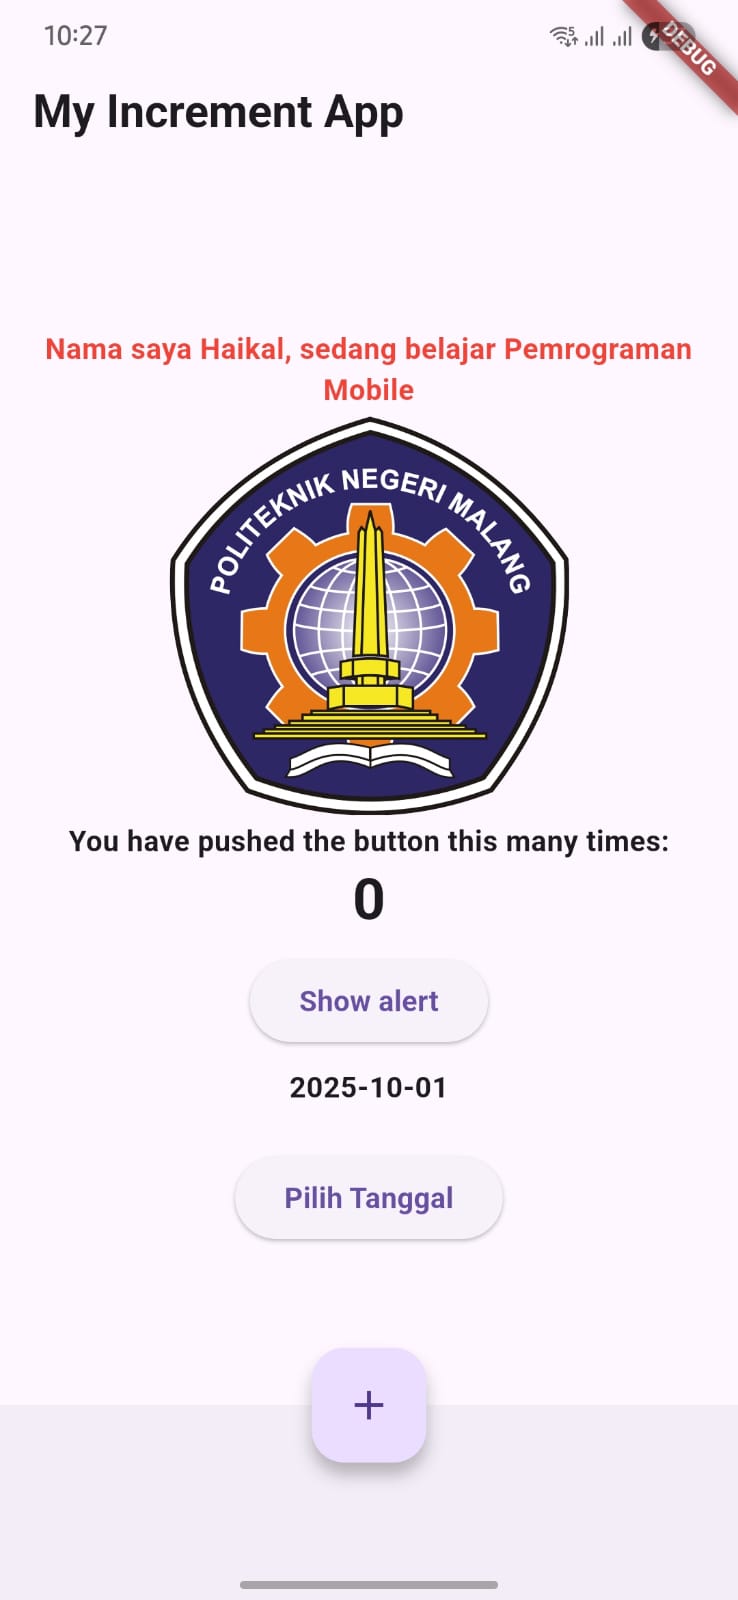 10:27
DEBUG
My Increment App
Nama saya Haikal, sedang belajar Pemrograman
Mobile
POLITEKNIK NEGERI MALANG
You have pushed the button this many times:
0
Show alert
2025-10-01
Pilih Tanggal
+